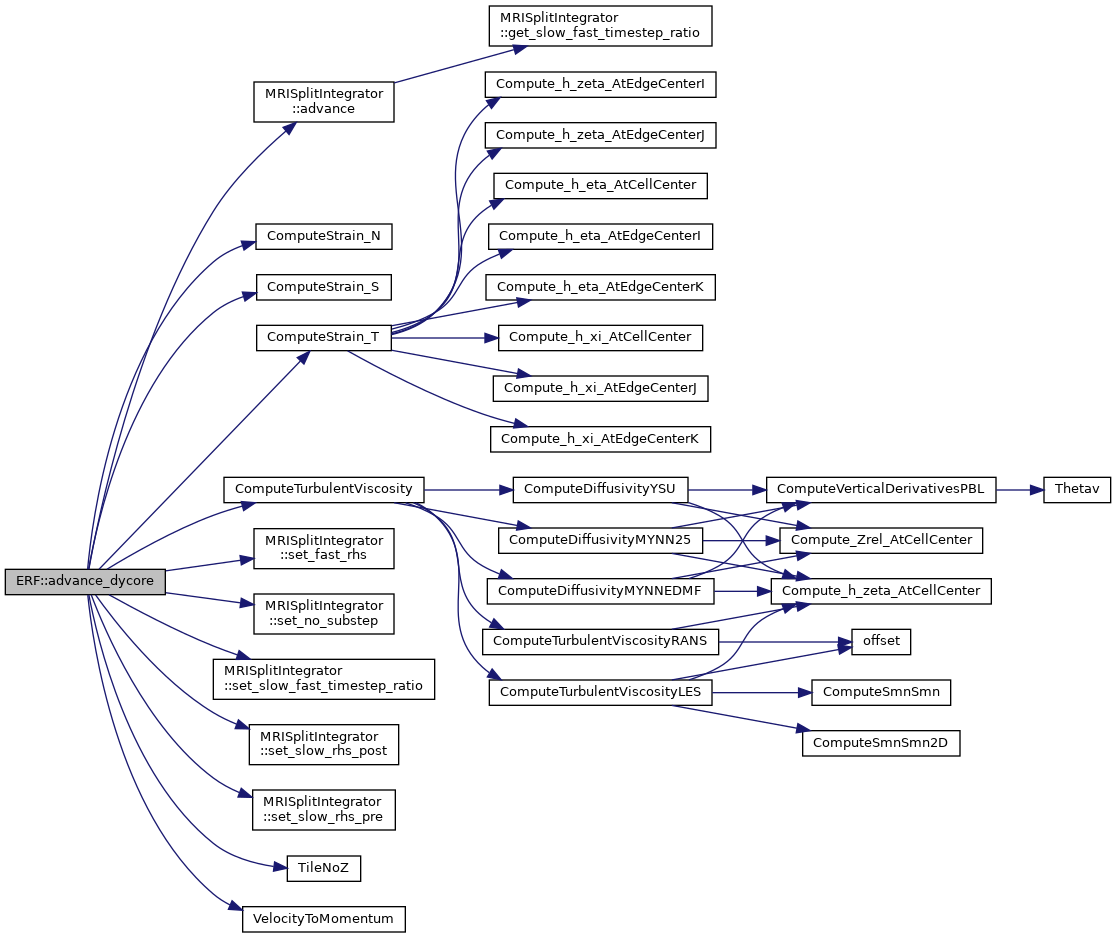 MRISplitIntegrator
::get_slow_fast_timestep_ratio
MRISplitIntegrator
::advance
Compute_h_zeta_AtEdgeCenterI
Compute_h_zeta_AtEdgeCenterJ
Compute_h_eta_AtCellCenter
ComputeStrain_N
Compute_h_eta_AtEdgeCenterI
ComputeStrain_S
Compute_h_eta_AtEdgeCenterK
ComputeStrain_T
Compute_h_xi_AtCellCenter
Compute_h_xi_AtEdgeCenterJ
Compute_h_xi_AtEdgeCenterK
ComputeTurbulentViscosity
ComputeDiffusivityYSU
ComputeVerticalDerivativesPBL
Thetav
MRISplitIntegrator
::set_fast_rhs
ComputeDiffusivityMYNN25
Compute_Zrel_AtCellCenter
ERF::advance_dycore
ComputeDiffusivityMYNNEDMF
Compute_h_zeta_AtCellCenter
MRISplitIntegrator
::set_no_substep
ComputeTurbulentViscosityRANS
offset
MRISplitIntegrator
::set_slow_fast_timestep_ratio
ComputeTurbulentViscosityLES
ComputeSmnSmn
MRISplitIntegrator
::set_slow_rhs_post
ComputeSmnSmn2D
MRISplitIntegrator
::set_slow_rhs_pre
TileNoZ
VelocityToMomentum